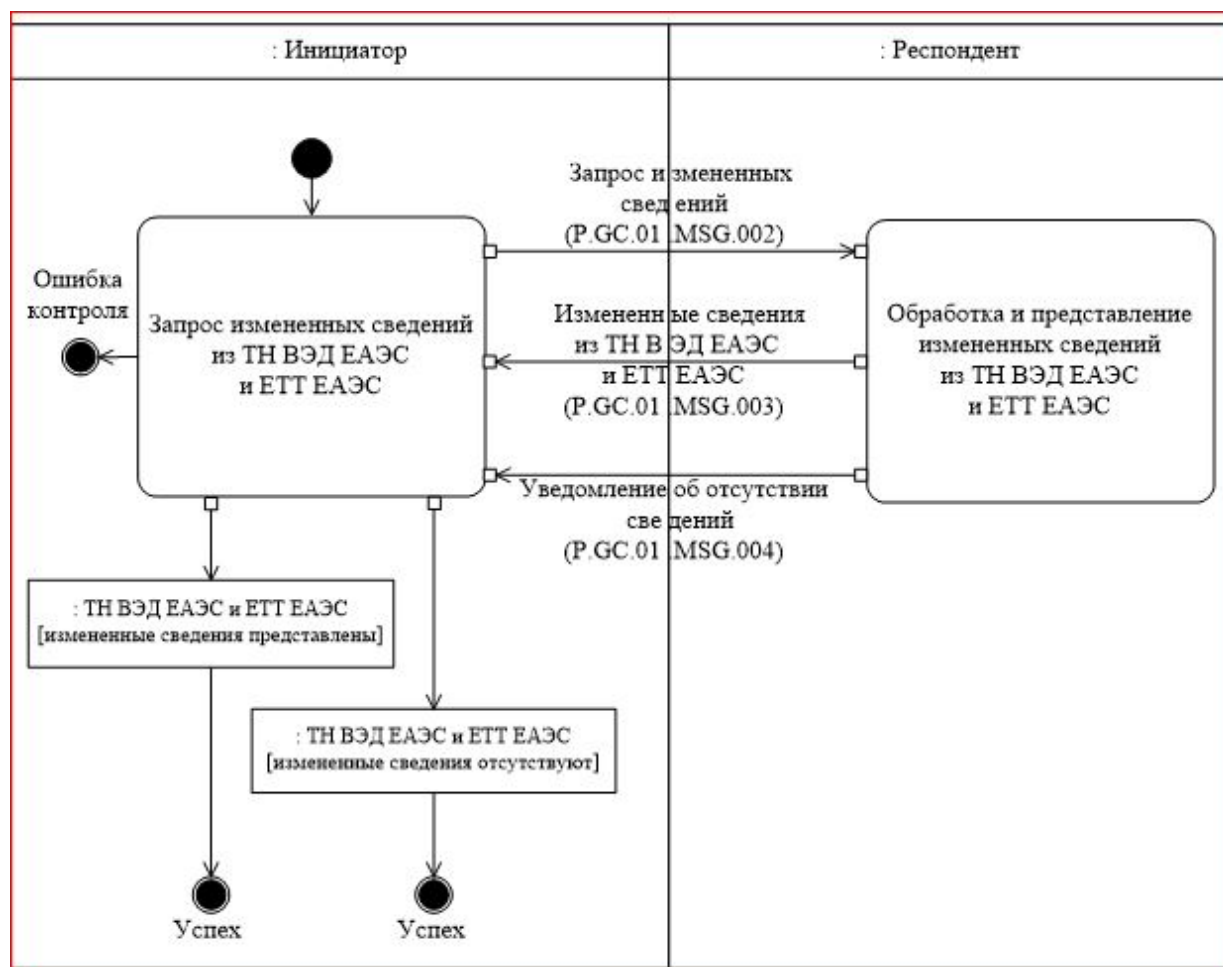 : Инициатор
: Респондент
Запрос измененных
сведений
(P.GC.01.MSG.002)
Ошибка
контроля
Запрос измененных сведений
из ТН ВЭД ЕАЭС
и ЕТТ ЕАЭС
Измененные сведения
из ТН ВЭД ЕАЭС
и ЕТТ ЕАЭС
(P.GC.01.MSG.003)
Обработка и представление
измененных сведений
из ТН ВЭД ЕАЭС
и ЕТТ ЕАЭС
Уведомление об отсутствии
сведений
(P.GC.01.MSG.004)
: ТН ВЭД ЕАЭС и ЕТТ ЕАЭС
[измененные сведения представлены]
: ТН ВЭД ЕАЭС и ЕТТ ЕАЭС
[измененные сведения отсутствуют]
Успех
Успех